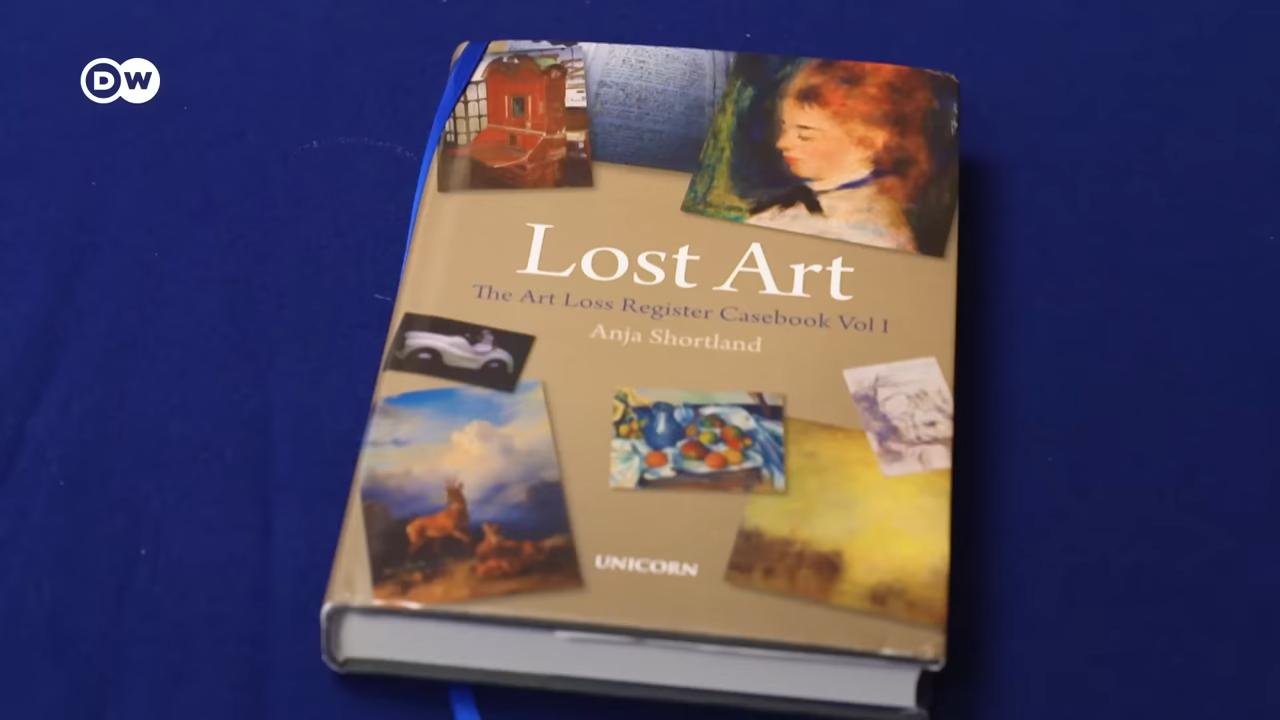 DW
Lost Art
The Art Loss Register Casebook Vol I
Anja Shortland
UNICORN